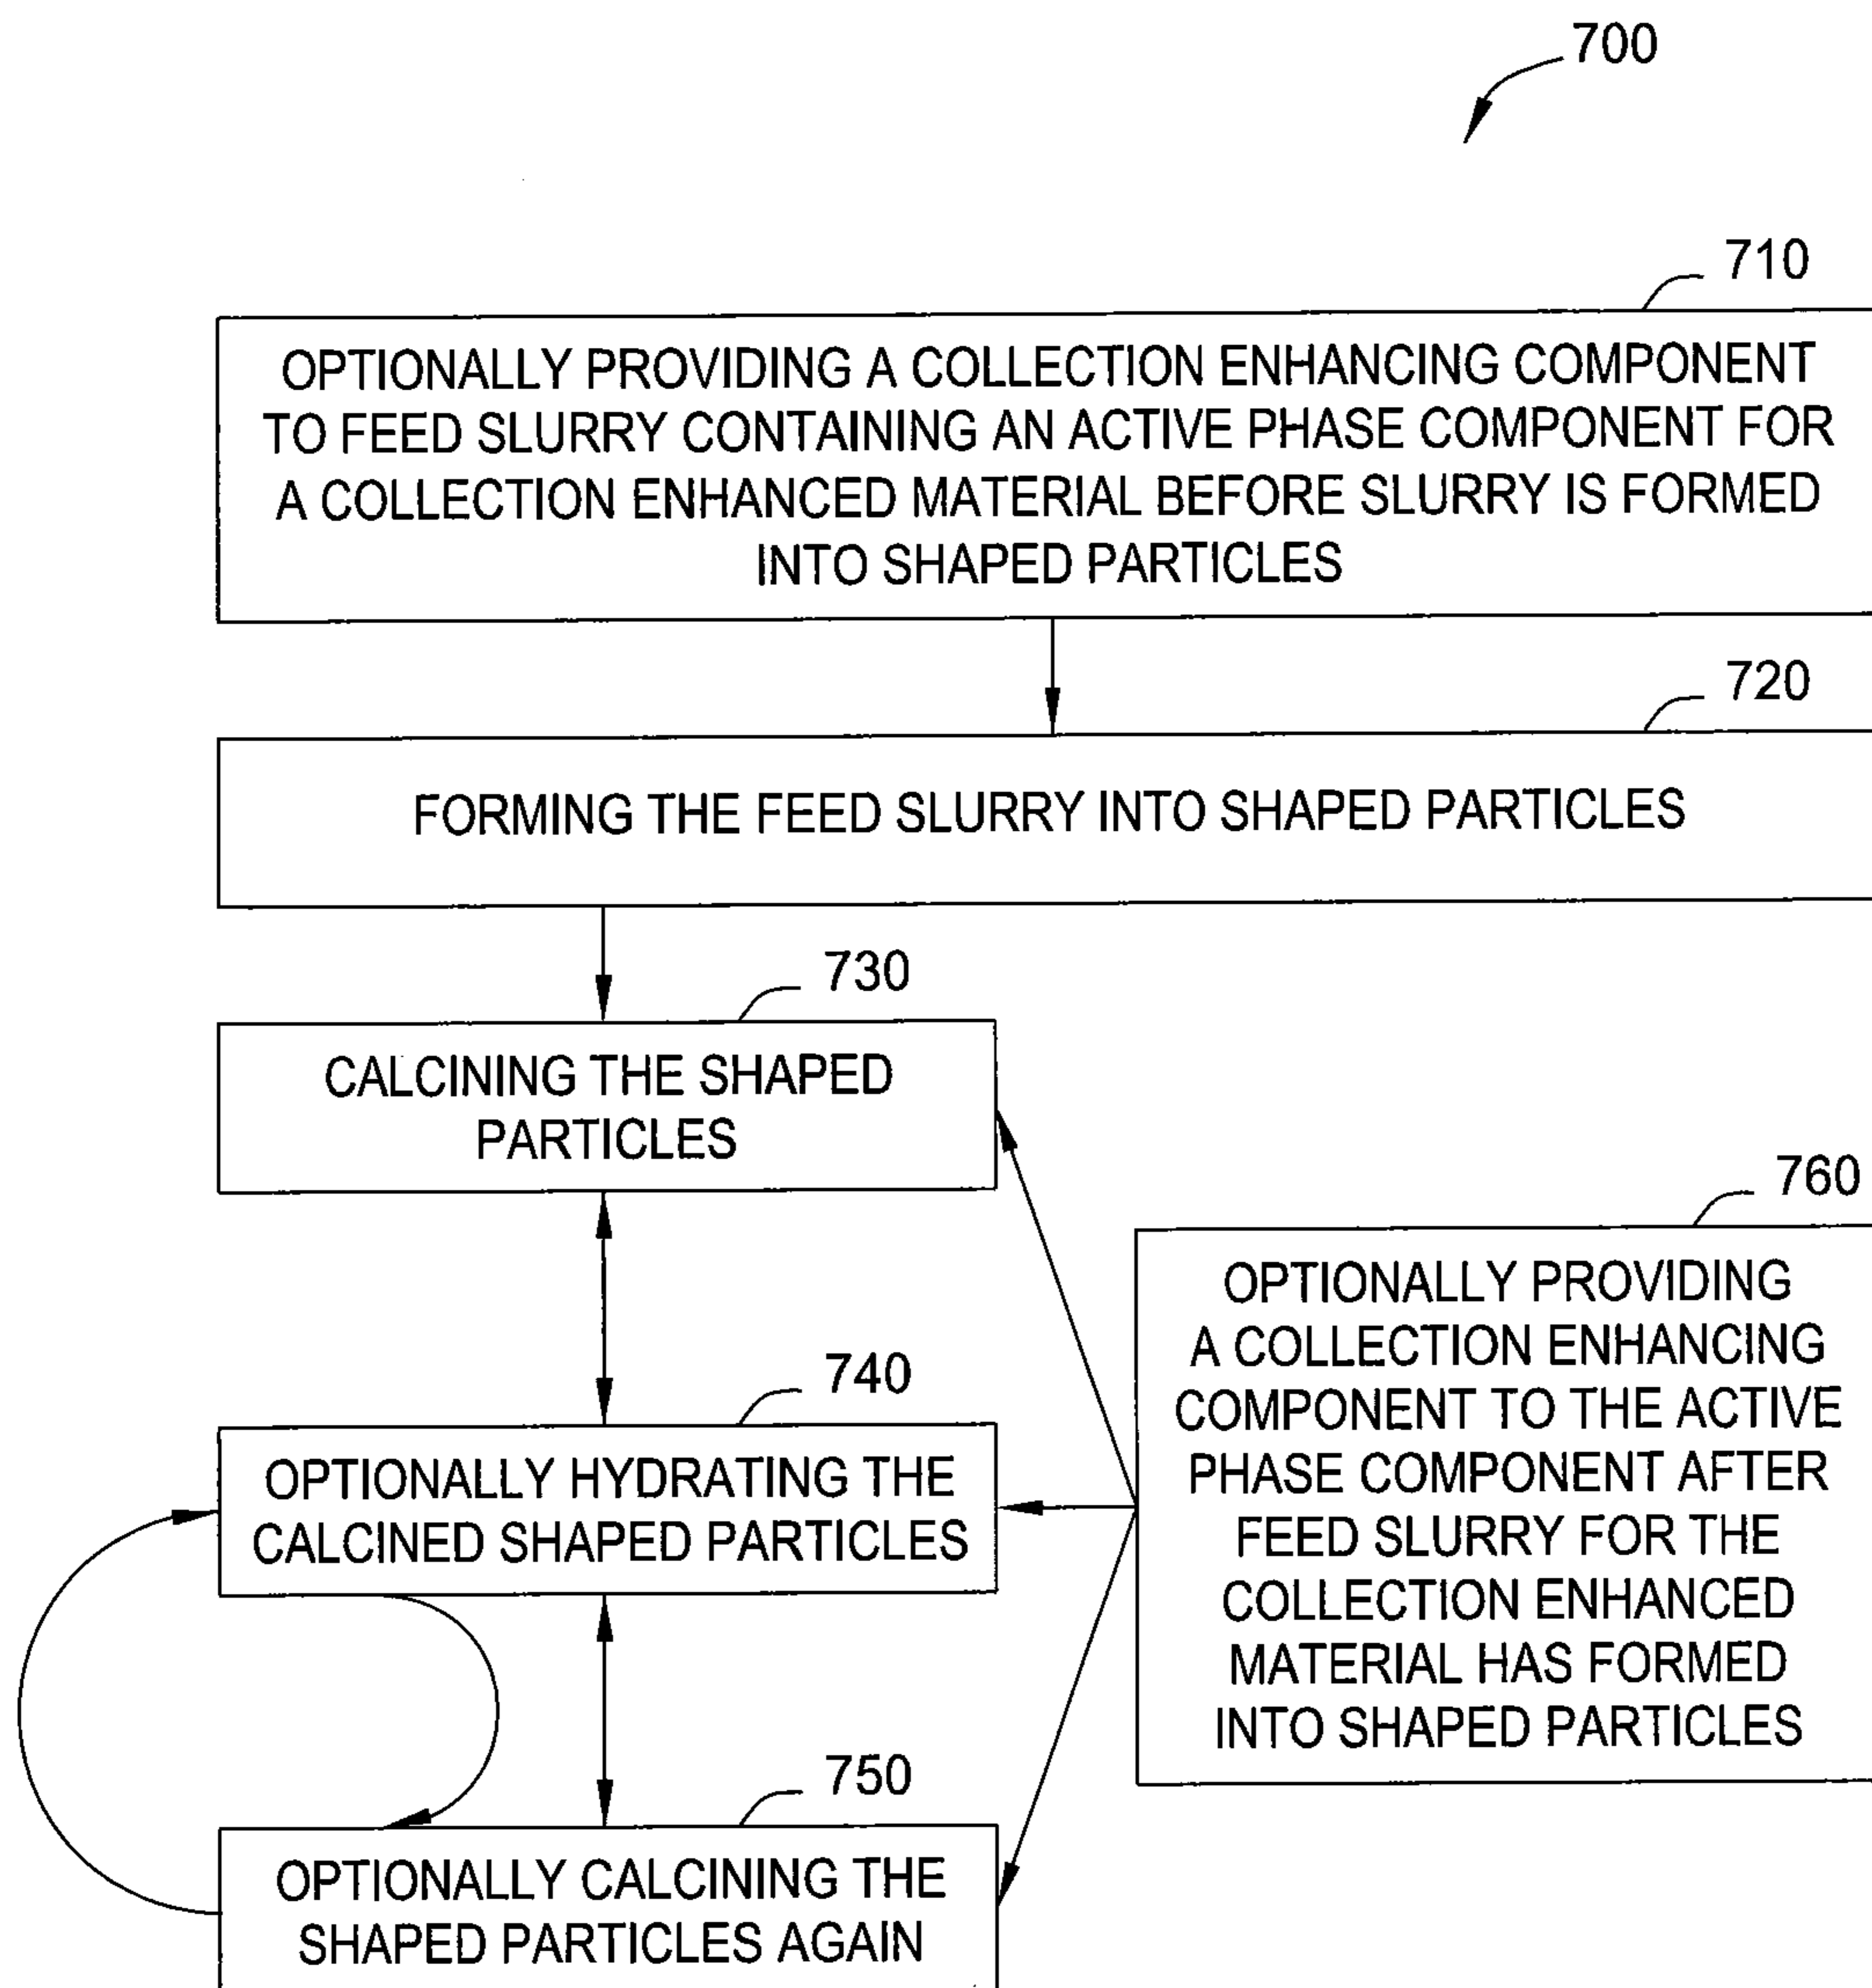 700
710
OPTIONALLY PROVIDING A COLLECTION ENHANCING COMPONENT
TO FEED SLURRY CONTAINING AN ACTIVE PHASE COMPONENT FOR
A COLLECTION ENHANCED MATERIAL BEFORE SLURRY IS FORMED
INTO SHAPED PARTICLES
720
FORMING THE FEED SLURRY INTO SHAPED PARTICLES
730
CALCINING THE SHAPED
PARTICLES
740
OPTIONALLY HYDRATING THE
CALCINED SHAPED PARTICLES
750
OPTIONALLY CALCINING THE
SHAPED PARTICLES AGAIN
760
OPTIONALLY PROVIDING
A COLLECTION ENHANCING
COMPONENT TO THE ACTIVE
PHASE COMPONENT AFTER
FEED SLURRY FOR THE
COLLECTION ENHANCED
MATERIAL HAS FORMED
INTO SHAPED PARTICLES